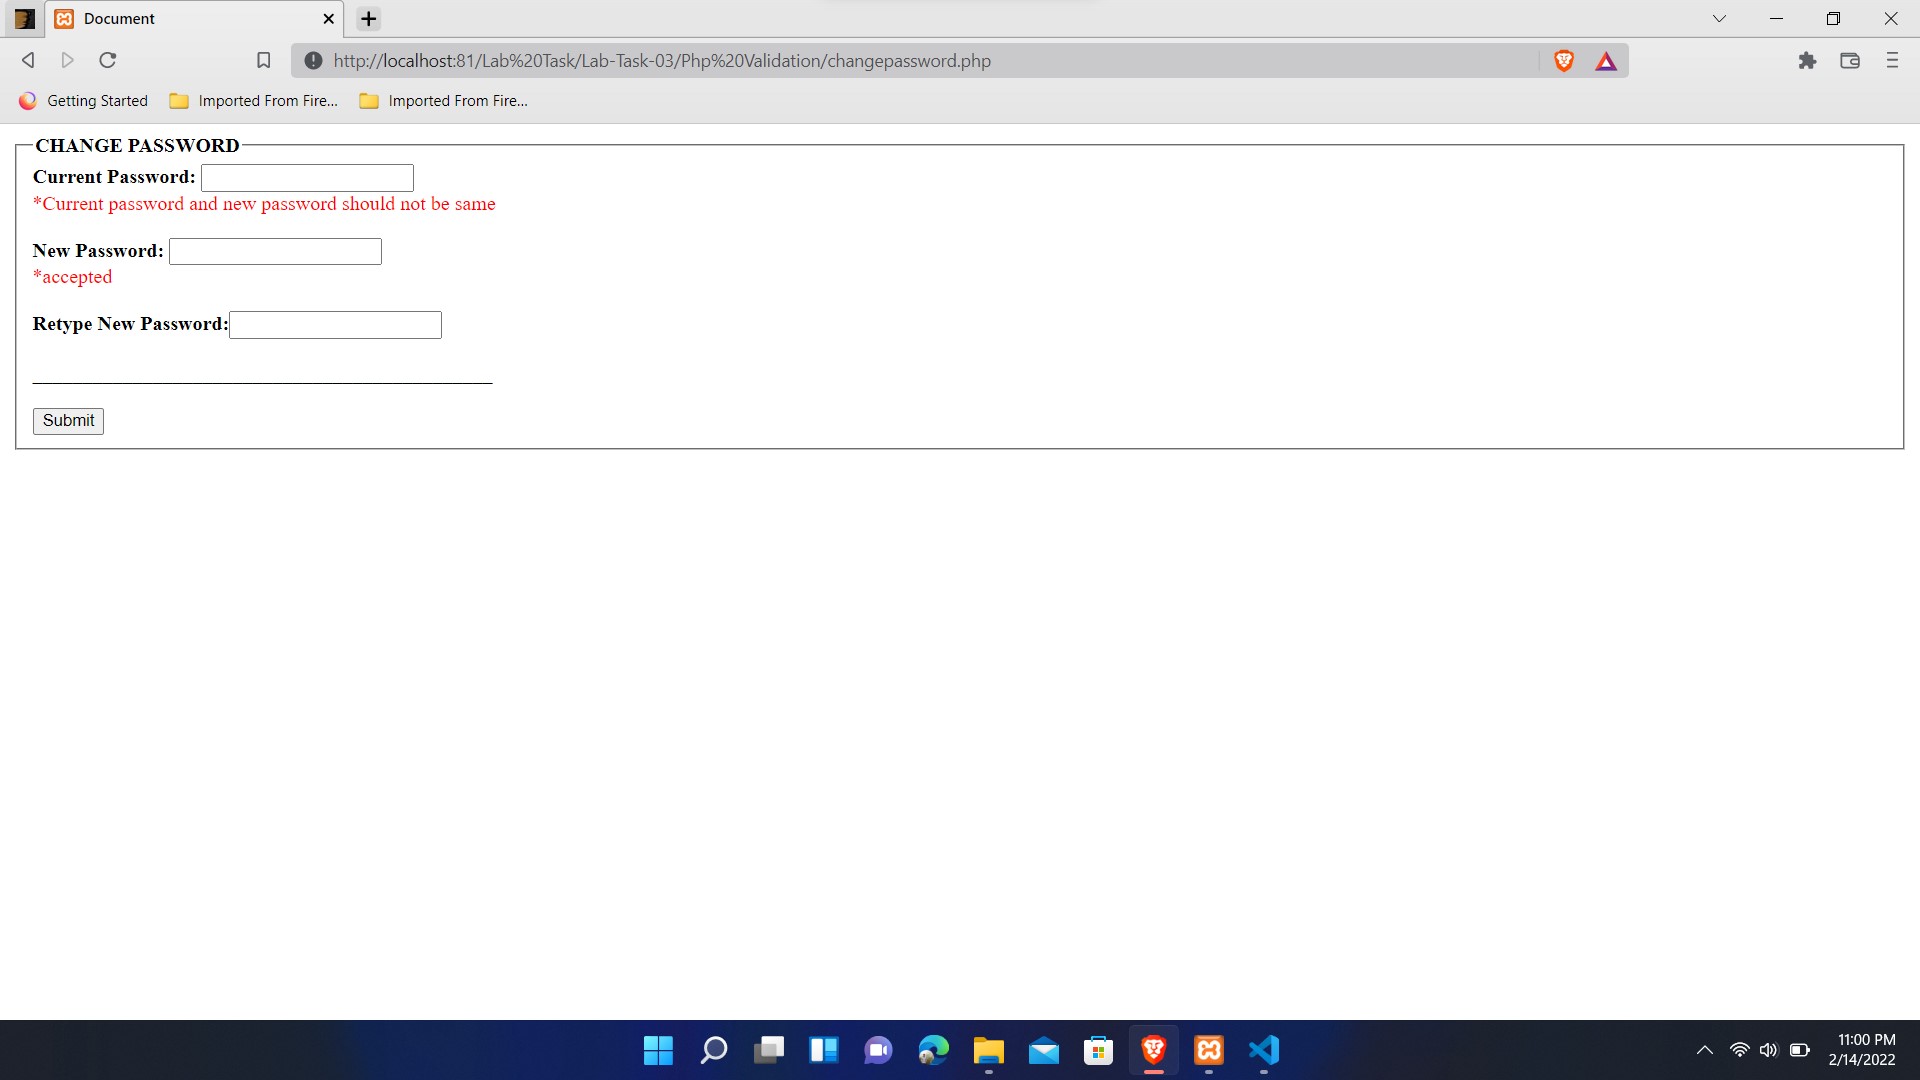 Document
http://localhost:81/Lab%20Task/Lab-Task-03/Php%20Validation/changepassword.php
Getting Started Imported From Fire... Imported From Fire...
CHANGE PASSWORD
Current Password:
*Current password and new password should not be same
New Password:
*accepted
Retype New Password:
Submit
11:00 PM
2/14/2022